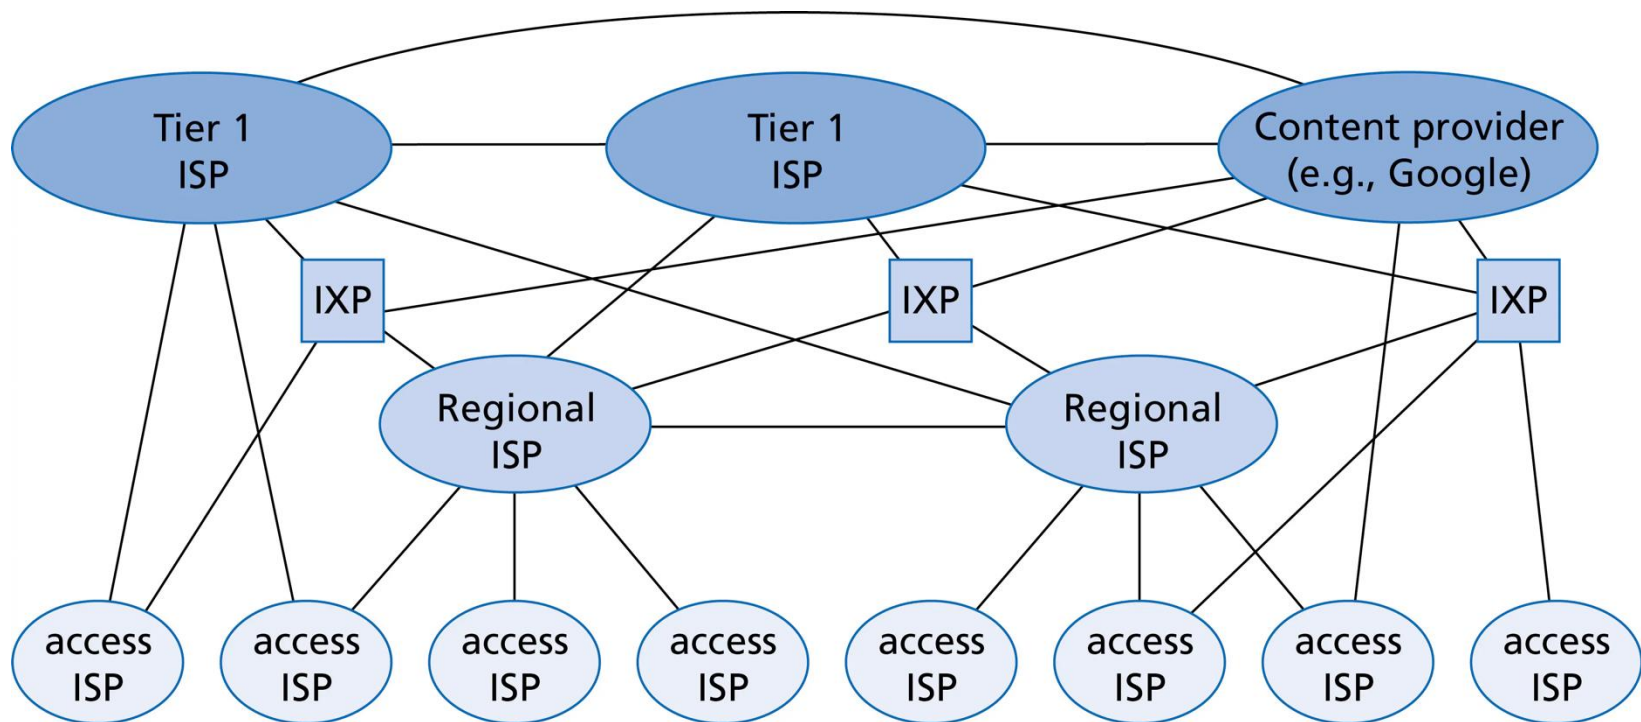 Tier 1
ISP
Tier 1
ISP
Content provider
(e.g., Google)
IXP
IXP
IXP
Regional
ISP
Regional
ISP
access
ISP
access
ISP
access
ISP
access
ISP
access
ISP
access
ISP
access
ISP
access
ISP